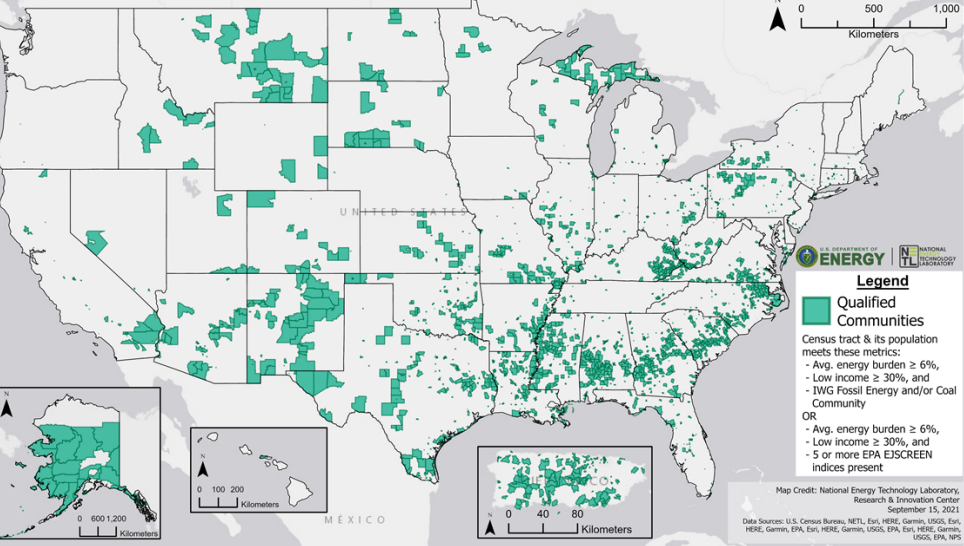 N
0 500 1,000
Kilometers
UNITED STATES
U.S. DEPARTMENT OF
ENERGY
NATIONAL
ENERGY
TECHNOLOGY
LABORATORY
NETL
Legend
Qualified
Communities
Census tract & its population
meets these metrics:
- Avg. energy burden ≥ 6%,
- Low income ≥ 30%, and
- IWG Fossil Energy and/or Coal
Community
OR
- Avg. energy burden ≥ 6%,
- Low income ≥ 30%, and
- 5 or more EPA EJSCREEN
indices present
N
0 600 1,200
Kilometers
N
0 100 200
Kilometers
MÉXICO
N
0 40 80
Kilometers
Map Credit: National Energy Technology Laboratory,
Research & Innovation Center
September 15, 2021
Data Sources: U.S. Census Bureau, NETL, Esri, HERE, Garmin, USGS, Esri,
HERE, Garmin, EPA, Esri, HERE, Garmin, USGS, EPA, Esri, HERE, Garmin,
USGS, EPA, NPS